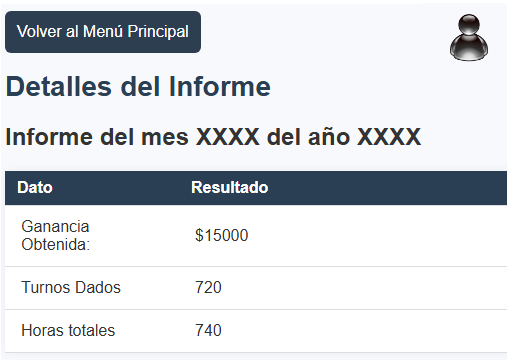 Volver al Menú Principal
Detalles del Informe
Informe del mes XXXX del año XXXX
Dato Resultado
Ganancia
Obtenida: $15000
Turnos Dados 720
Horas totales 740